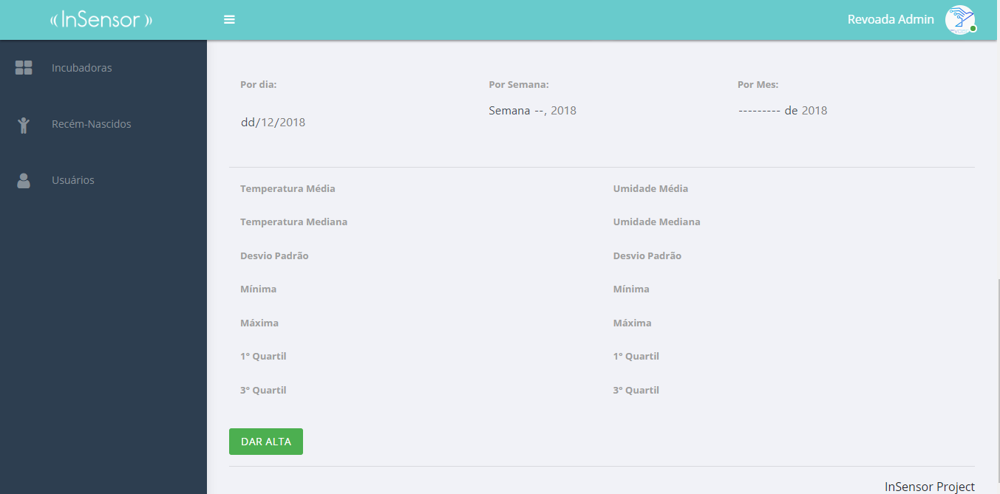 ((InSensor))
Revoada Admin
Incubadoras
Recém-Nascidos
Usuários
Por dia:
Por Semana:
Por Mes:
dd/12/2018
Semana --, 2018
--------- de 2018
Temperatura Média
Umidade Média
Temperatura Mediana
Umidade Mediana
Desvio Padrão
Desvio Padrão
Mínima
Mínima
Máxima
Máxima
1º Quartil
1º Quartil
3º Quartil
3º Quartil
DAR ALTA
InSensor Project